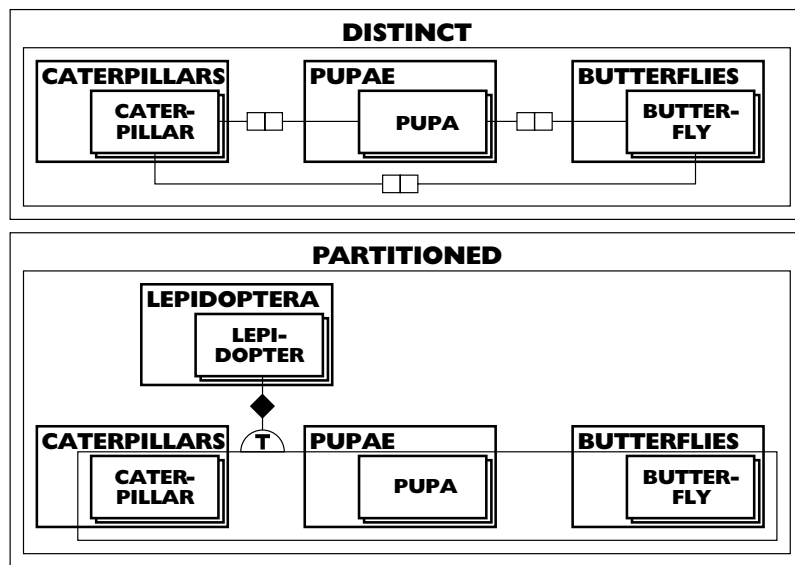 DISTINCT
CATERPILLARS
PUPAE
BUTTERFLIES
CATER-
PILLAR
PUPA
BUTTER-
FLY
PARTITIONED
LEPIDOPTERA
LEPI-
DOPTER
T
CATERPILLARS
PUPAE
BUTTERFLIES
CATER-
PILLAR
PUPA
BUTTER-
FLY